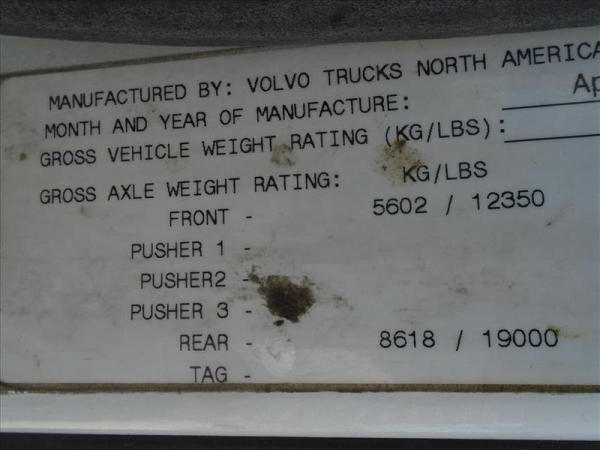 MANUFACTURED BY: VOLVO TRUCKS NORTH AMERICA
MONTH AND YEAR OF MANUFACTURE: Ap
GROSS VEHICLE WEIGHT RATING (KG/LBS):
GROSS AXLE WEIGHT RATING: KG/LBS
FRONT - 5602 / 12350
PUSHER 1 -
PUSHER2 -
PUSHER 3 -
REAR - 8618 / 19000
TAG -